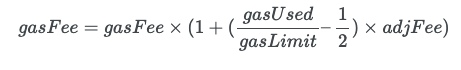 gasFee = gasFee × (1 + (gasUsed/gasLimit – 1/2) × adjFee)